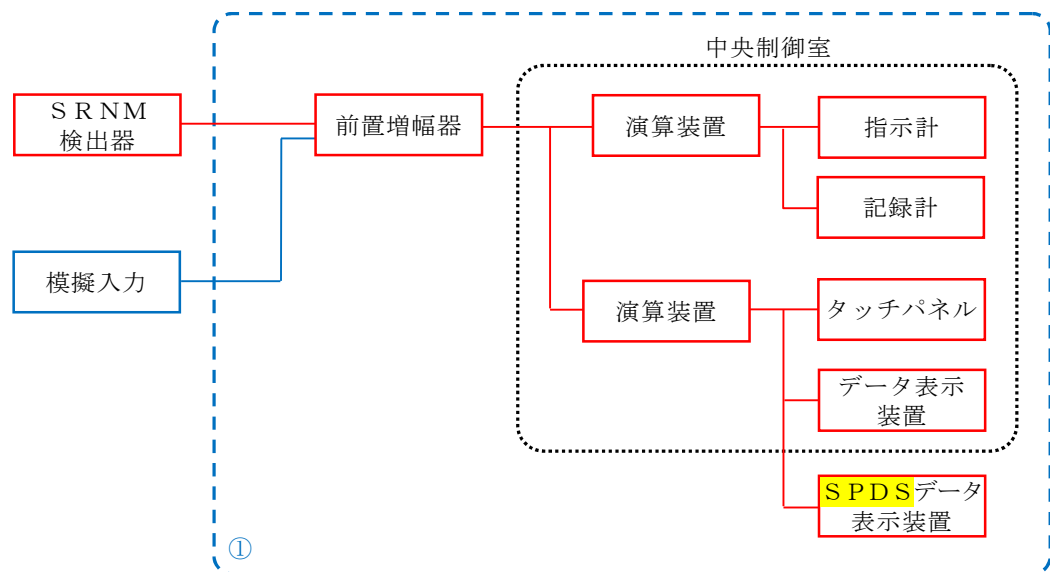 中央制御室
ＳＲＮＭ
検出器
前置増幅器
演算装置
指示計
記録計
模擬入力
演算装置
タッチパネル
データ表示
装置
ＳＰＤＳデータ
表示装置
①